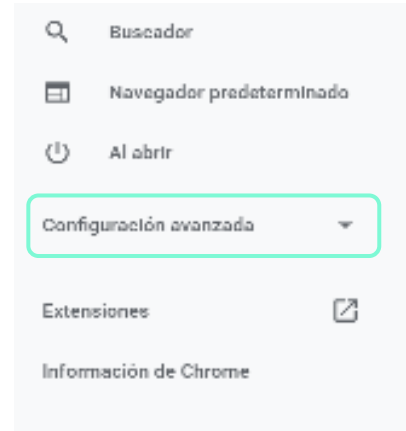 Buscador
Navegador predeterminado
Al abrir
Configuración avanzada
Extensiones
Información de Chrome